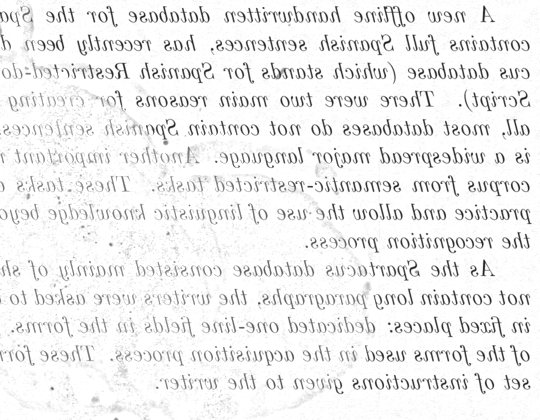 A new offline handwritten database for the Spa
contains full Spanish sentences, has recently been d
cus database (which stands for Spanish Restricted-do
Script). There were two main reasons for creating
all, most databases do not contain Spanish sentences,
is a widespread major language. Another important r
corpus from semantic-restricted tasks. These tasks
practice and allow the use of linguistic knowledge beyo
the recognition process.
As the Spartacus database consisted mainly of sh
not contain long paragraphs, the writers were asked to
in fixed places: dedicated one-line fields in the forms.
of the forms used in the acquisition process. These for
set of instructions given to the writer.